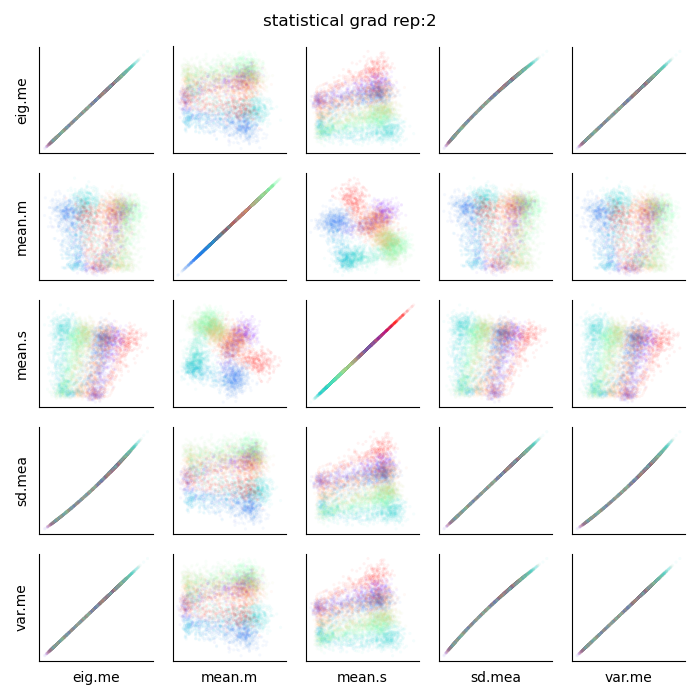 statistical grad rep:2
eig.me
mean.m
mean.s
sd.mea
var.me
eig.me mean.m mean.s sd.mea var.me